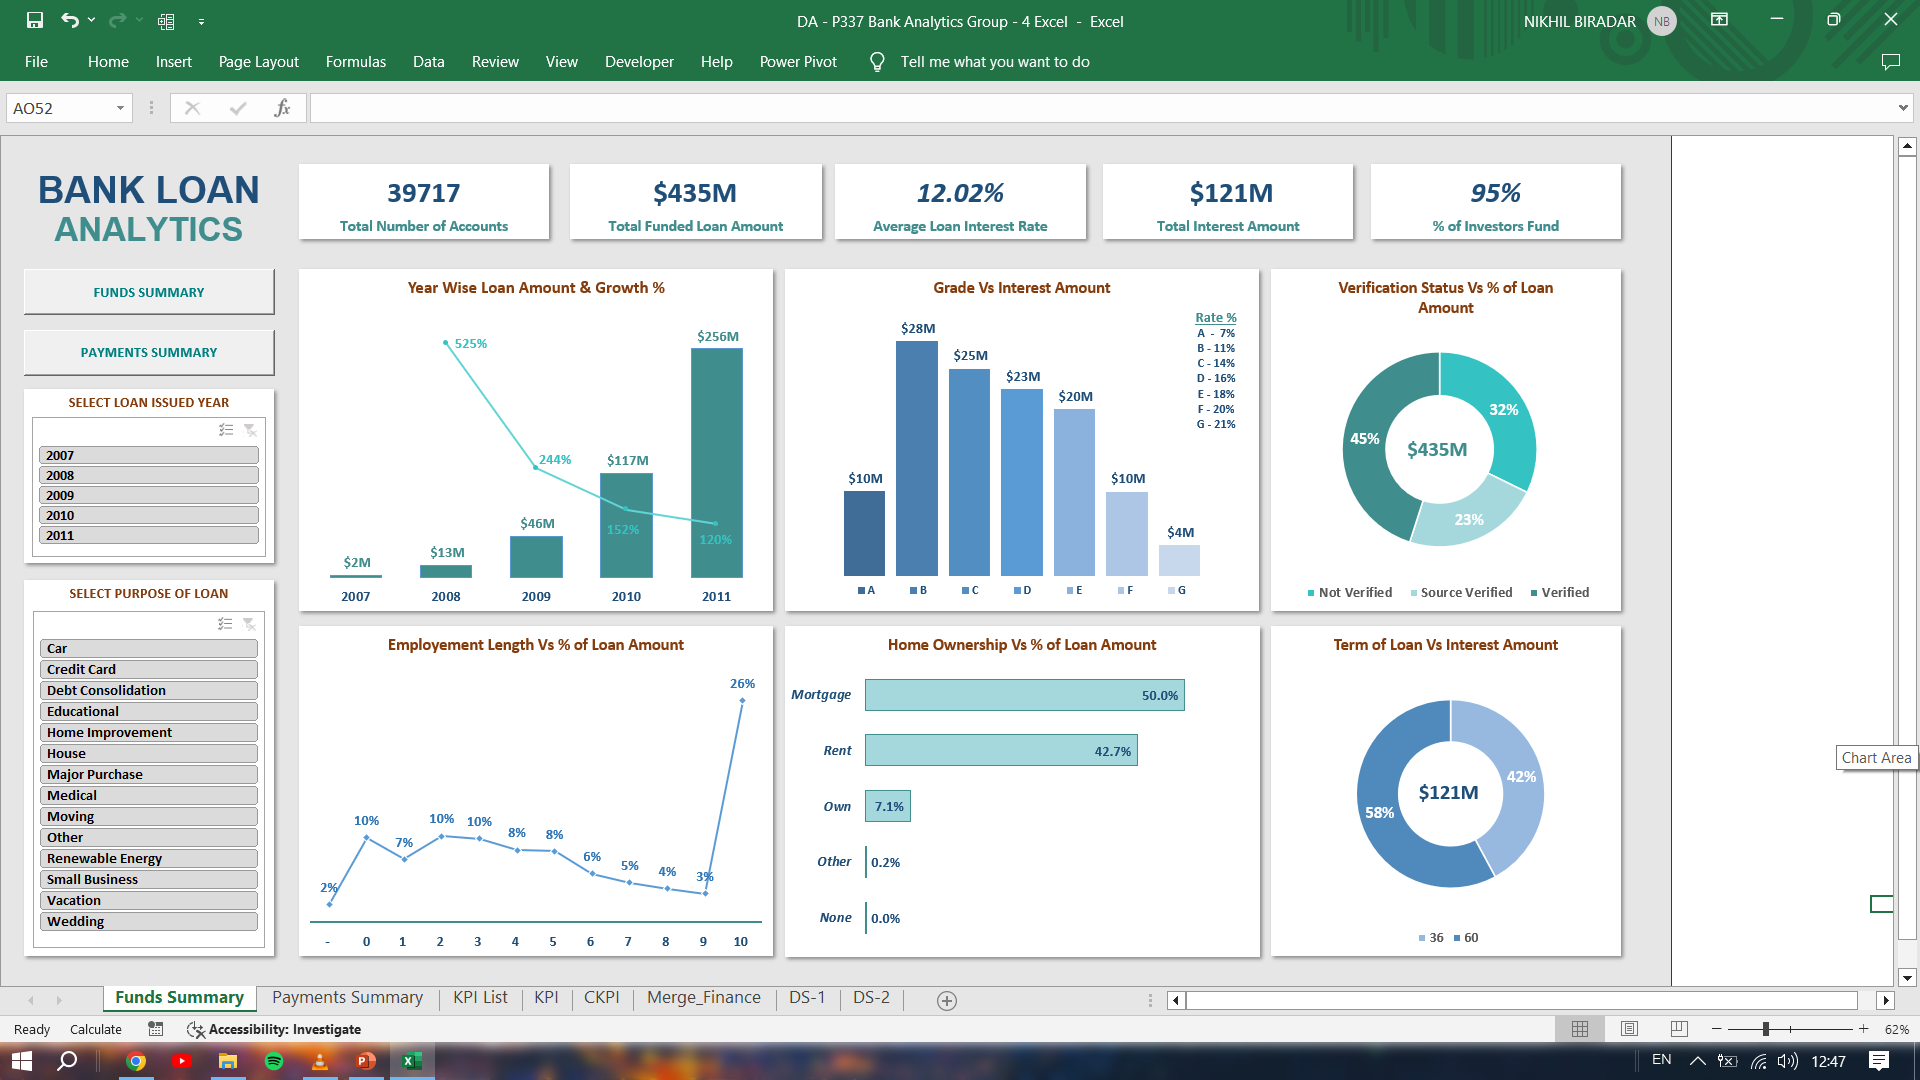 DA - P337 Bank Analytics Group - 4 Excel - Excel
NIKHIL BIRADAR NB
File Home Insert Page Layout Formulas Data Review View Developer Help Power Pivot Tell me what you want to do
AO52 fx
BANK LOAN
ANALYTICS
39717
Total Number of Accounts
$435M
Total Funded Loan Amount
12.02%
Average Loan Interest Rate
$121M
Total Interest Amount
95%
% of Investors Fund
FUNDS SUMMARY
PAYMENTS SUMMARY
SELECT LOAN ISSUED YEAR
2007
2008
2009
2010
2011
SELECT PURPOSE OF LOAN
Car
Credit Card
Debt Consolidation
Educational
Home Improvement
House
Major Purchase
Medical
Moving
Other
Renewable Energy
Small Business
Vacation
Wedding
Year Wise Loan Amount & Growth %
$256M
525%
244%
$117M
$46M
152%
120%
$13M
$2M
2007 2008 2009 2010 2011
Grade Vs Interest Amount
Rate %
A - 7%
B - 11%
C - 14%
D - 16%
E - 18%
F - 20%
G - 21%
$28M
$25M
$23M
$20M
$10M
$10M
$4M
A B C D E F G
Verification Status Vs % of Loan
Amount
32%
45%
$435M
23%
Not Verified Source Verified Verified
Employement Length Vs % of Loan Amount
26%
10% 10% 10%
7% 8% 8%
6% 5% 4% 3%
2%
- 0 1 2 3 4 5 6 7 8 9 10
Home Ownership Vs % of Loan Amount
Mortgage 50.0%
Rent 42.7%
Own 7.1%
Other 0.2%
None 0.0%
Term of Loan Vs Interest Amount
42%
$121M
58%
36 60
Chart Area
Funds Summary Payments Summary KPI List KPI CKPI Merge_Finance DS-1 DS-2
Ready Calculate Accessibility: Investigate 62%
EN 12:47